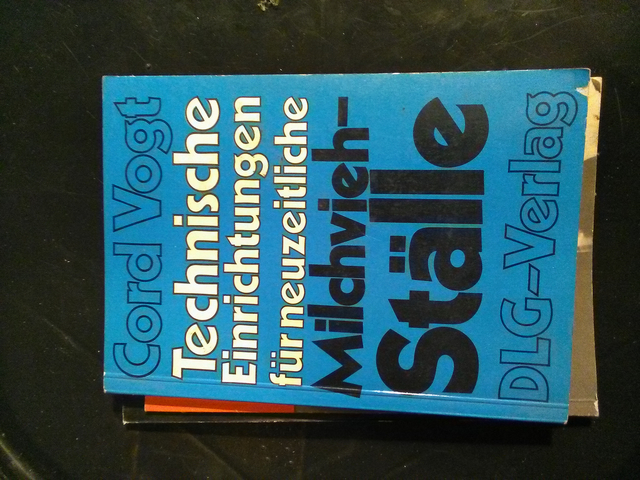 Cord Vogt
Technische
Einrichtungen
für neuzeitliche
Milchvieh-
Ställe
DLG-Verlag